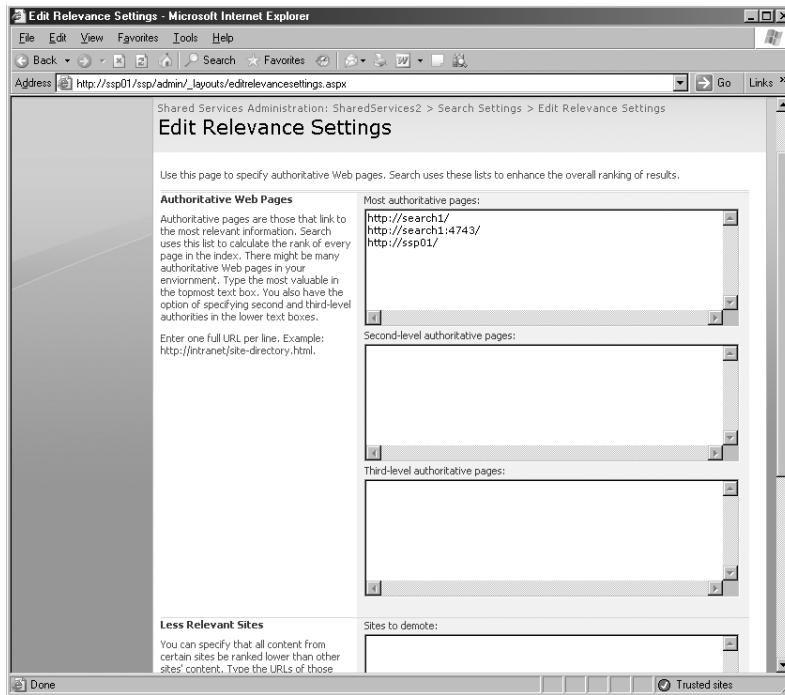 Edit Relevance Settings - Microsoft Internet Explorer
File Edit View Favorites Tools Help
Back Search Favorites
Address http://ssp01/ssp/admin/_layouts/editrelevancesettings.aspx Go Links »
Shared Services Administration: SharedServices2 > Search Settings > Edit Relevance Settings
Edit Relevance Settings
Use this page to specify authoritative Web pages. Search uses these lists to enhance the overall ranking of results.
Authoritative Web Pages
Authoritative pages are those that link to
the most relevant information. Search
uses this list to calculate the rank of every
page in the index. There might be many
authoritative Web pages in your
enviornment. Type the most valuable in
the topmost text box. You also have the
option of specifying second and third-level
authorities in the lower text boxes.
Enter one full URL per line. Example:
http://intranet/site-directory.html.
Most authoritative pages:
http://search1/
http://search1:4743/
http://ssp01/
Second-level authoritative pages:
Third-level authoritative pages:
Less Relevant Sites
You can specify that all content from
certain sites be ranked lower than other
sites' content. Type the URLs of those
Sites to demote:
Done Trusted sites